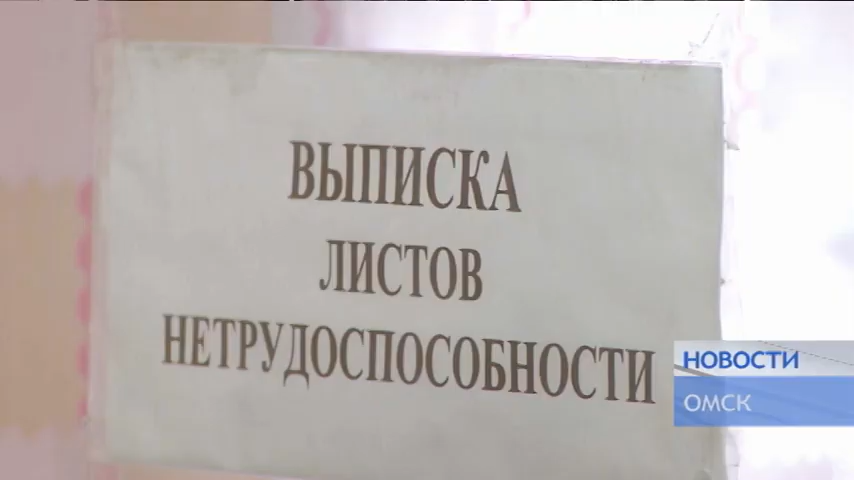 ВЫПИСКА
ЛИСТОВ
НЕТРУДОСПОСОБНОСТИ
НОВОСТИ
ОМСК